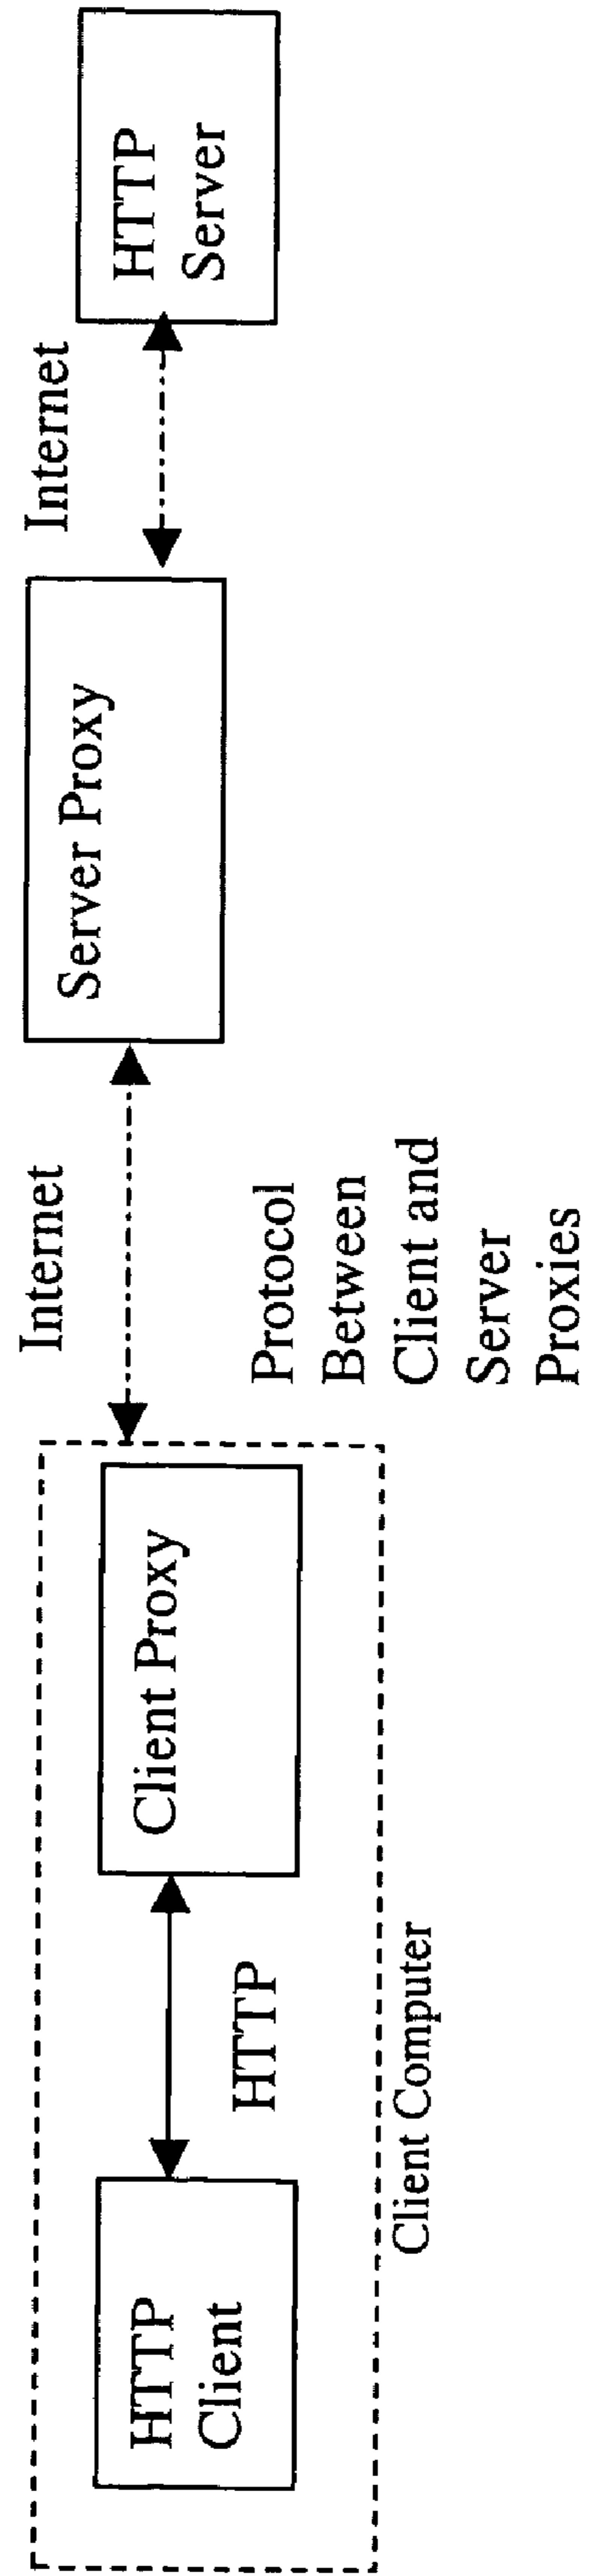 HTTP
Client
HTTP
Client Computer
Client Proxy
Internet
Protocol
Between
Client and
Server
Proxies
Server Proxy
Internet
HTTP
Server